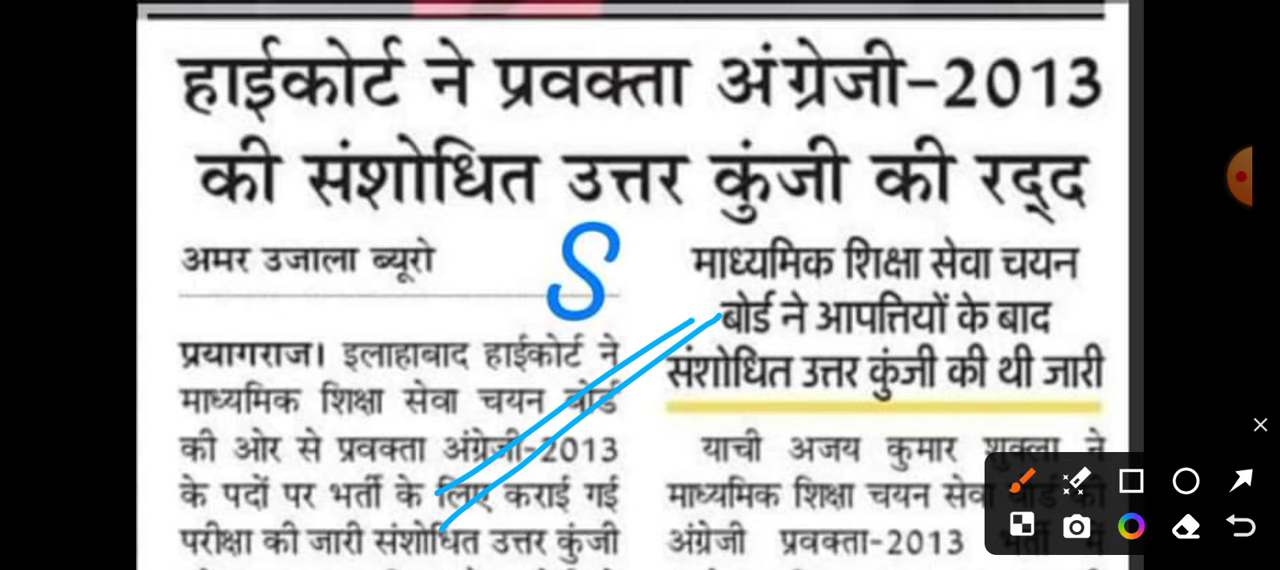 हाईकोर्ट ने प्रवक्ता अंग्रेजी-2013
की संशोधित उत्तर कुंजी की रद्द
अमर उजाला ब्यूरो
S
प्रयागराज। इलाहाबाद हाईकोर्ट ने
माध्यमिक शिक्षा सेवा चयन बोर्ड
की ओर से प्रवक्ता अंग्रेजी-2013
के पदों पर भर्ती के लिए कराई गई
परीक्षा की जारी संशोधित उत्तर कुंजी
माध्यमिक शिक्षा सेवा चयन
बोर्ड ने आपत्तियों के बाद
संशोधित उत्तर कुंजी की थी जारी
याची अजय कुमार शुक्ला ने
माध्यमिक शिक्षा चयन सेवा बोर्ड की
अंग्रेजी प्रवक्ता-2013 भर्ती में